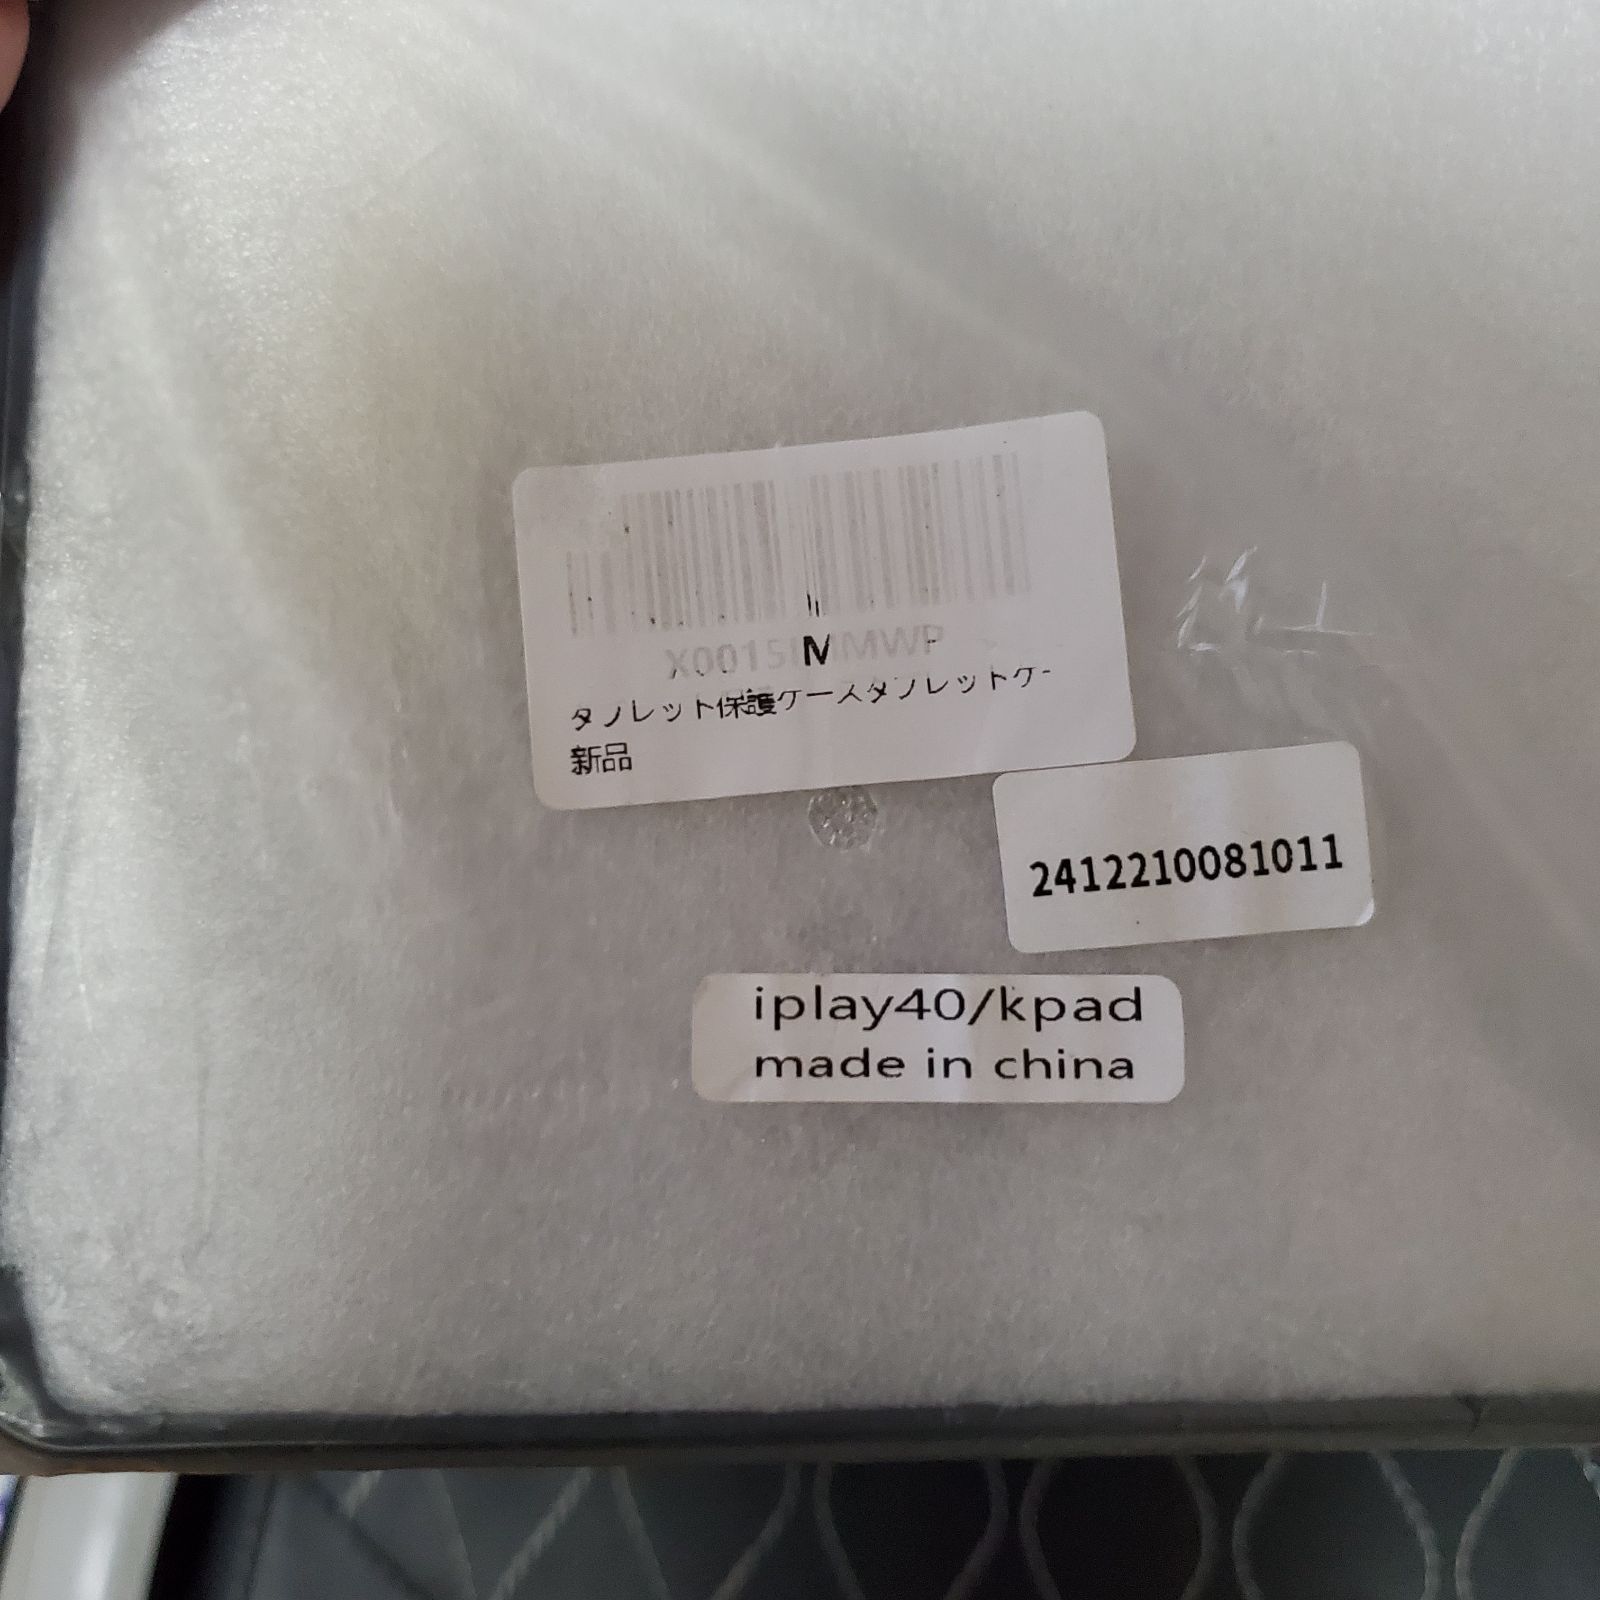 タブレット保護ケースタブレットケー
新品
2412210081011
iplay40/kpad
made in china